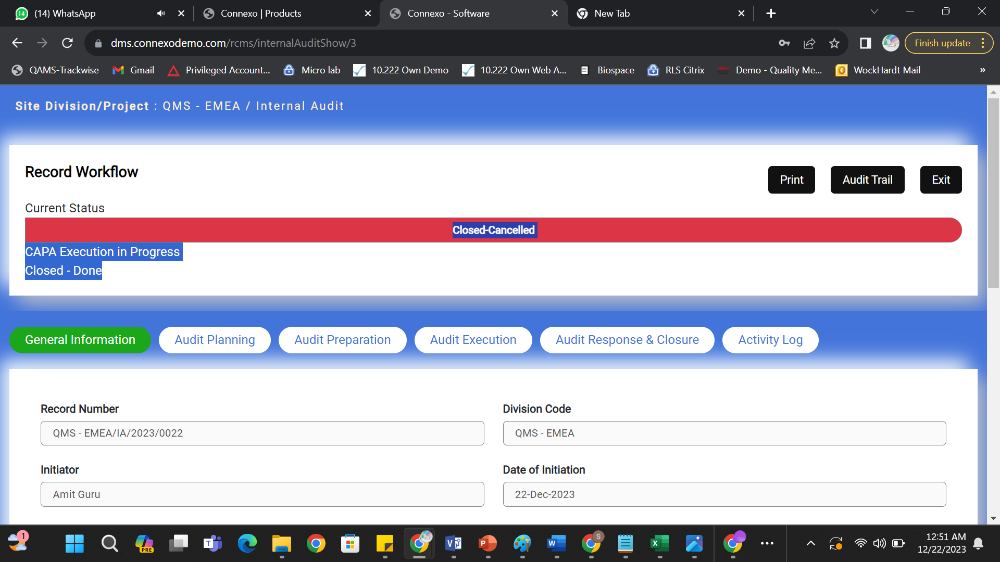 (14) WhatsApp
Connexo | Products
Connexo - Software
New Tab
dms.connexodemo.com/rcms/internalAuditShow/3
Finish update
QAMS-Trackwise
Gmail
Privileged Account...
Micro lab
10.222 Own Demo
10.222 Own Web A...
Biospace
RLS Citrix
Demo - Quality Me...
WockHardt Mail
»
Site Division/Project : QMS - EMEA / Internal Audit
Record Workflow
Print
Audit Trail
Exit
Current Status
Closed-Cancelled
CAPA Execution in Progress
Closed - Done
General Information
Audit Planning
Audit Preparation
Audit Execution
Audit Response & Closure
Activity Log
Record Number
Division Code
QMS - EMEA/IA/2023/0022
QMS - EMEA
Initiator
Date of Initiation
Amit Guru
22-Dec-2023
1
PRE
S
12:51 AM
12/22/2023